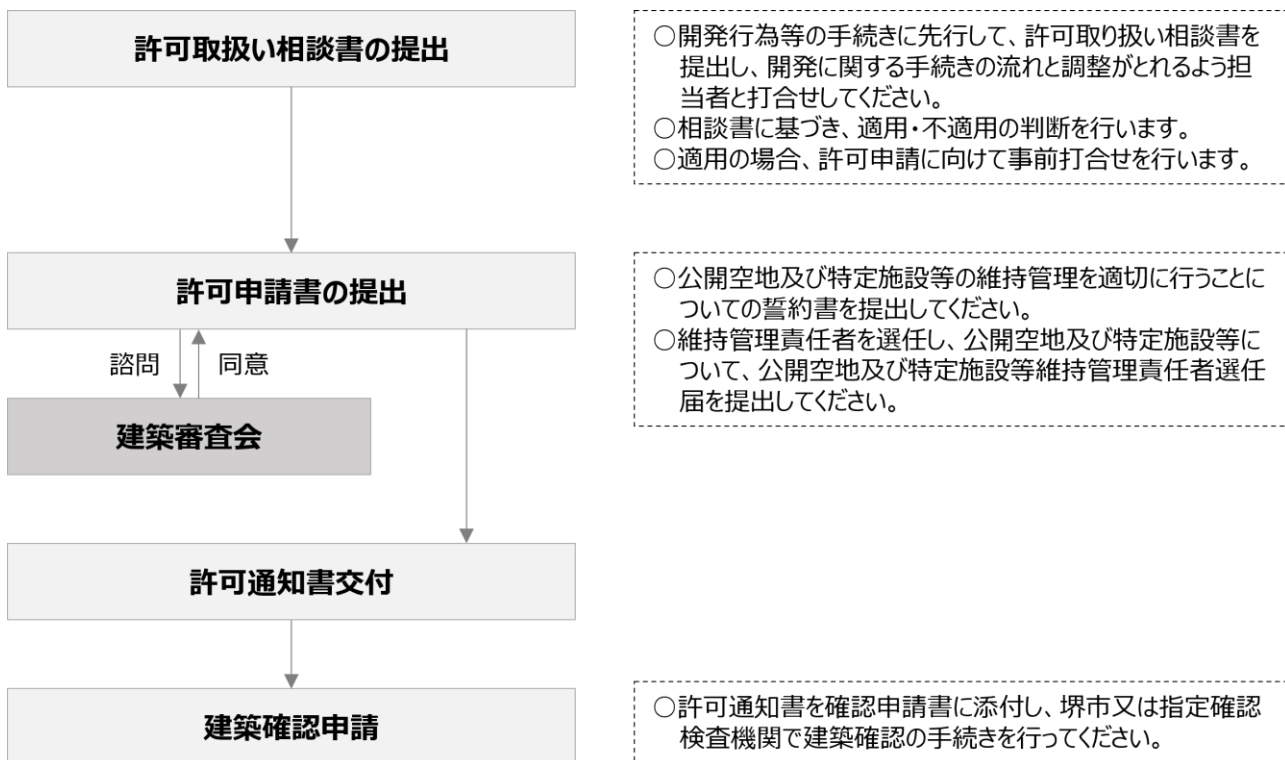 許可取扱い相談書の提出
○開発行為等の手続きに先行して、許可取り扱い相談書を
提出し、開発に関する手続きの流れと調整がとれるよう担
当者と打合せしてください。
○相談書に基づき、適用・不適用の判断を行います。
○適用の場合、許可申請に向けて事前打合せを行います。
許可申請書の提出
○公開空地及び特定施設等の維持管理を適切に行うことに
ついての誓約書を提出してください。
○維持管理責任者を選任し、公開空地及び特定施設等に
ついて、公開空地及び特定施設等維持管理責任者選任
届を提出してください。
諮問
同意
建築審査会
許可通知書交付
建築確認申請
○許可通知書を確認申請書に添付し、堺市又は指定確認
検査機関で建築確認の手続きを行ってください。